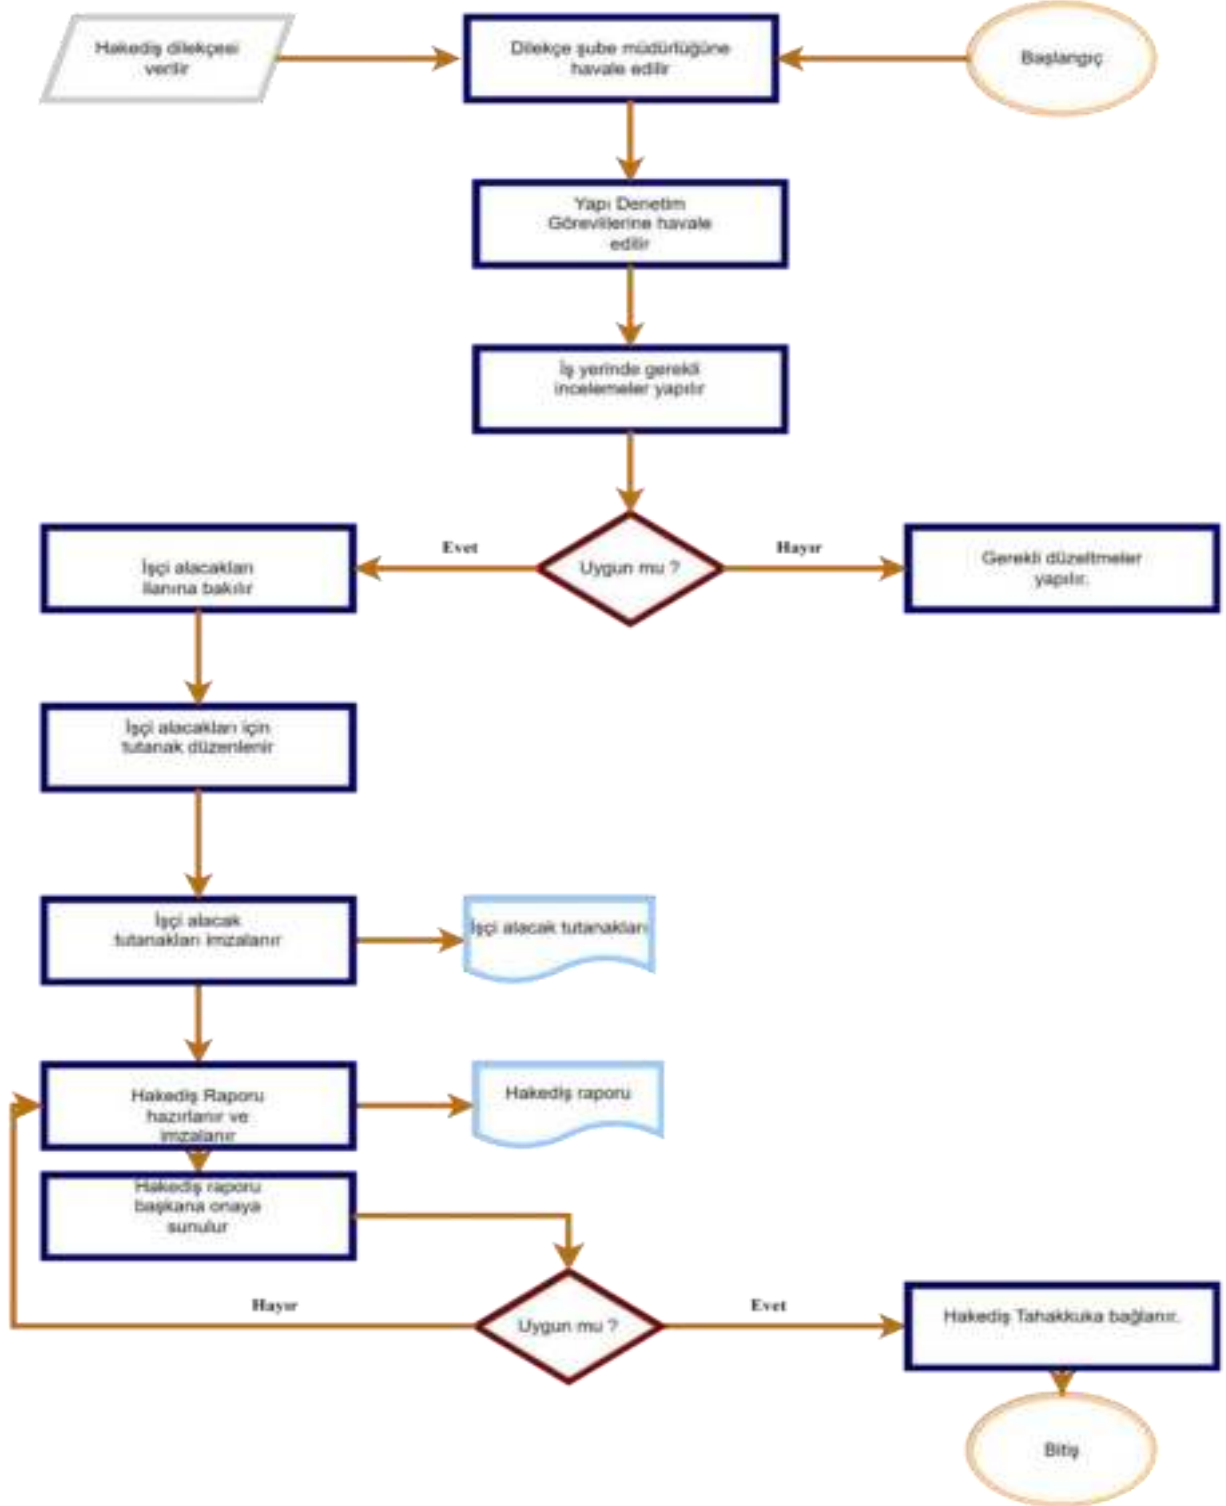 Hakediş dilekçesi
verilir
Dilekçe şube müdürlüğüne
havale edilir
Başlangıç
Yapı Denetim
Görevlilerine havale
edilir
İş yerinde gerekli
incelemeler yapılır
Evet
Uygun mu ?
Hayır
İşçi alacakları
ilanına bakılır
Gerekli düzeltmeler
yapılır.
İşçi alacakları için
tutanak düzenlenir
İşçi alacak
tutanakları imzalanır
İşçi alacak tutanakları
Hakediş Raporu
hazırlanır ve
imzalanır
Hakediş raporu
Hakediş raporu
başkana onaya
sunulur
Hayır
Uygun mu ?
Evet
Hakediş Tahakkuka bağlanır.
Bitiş